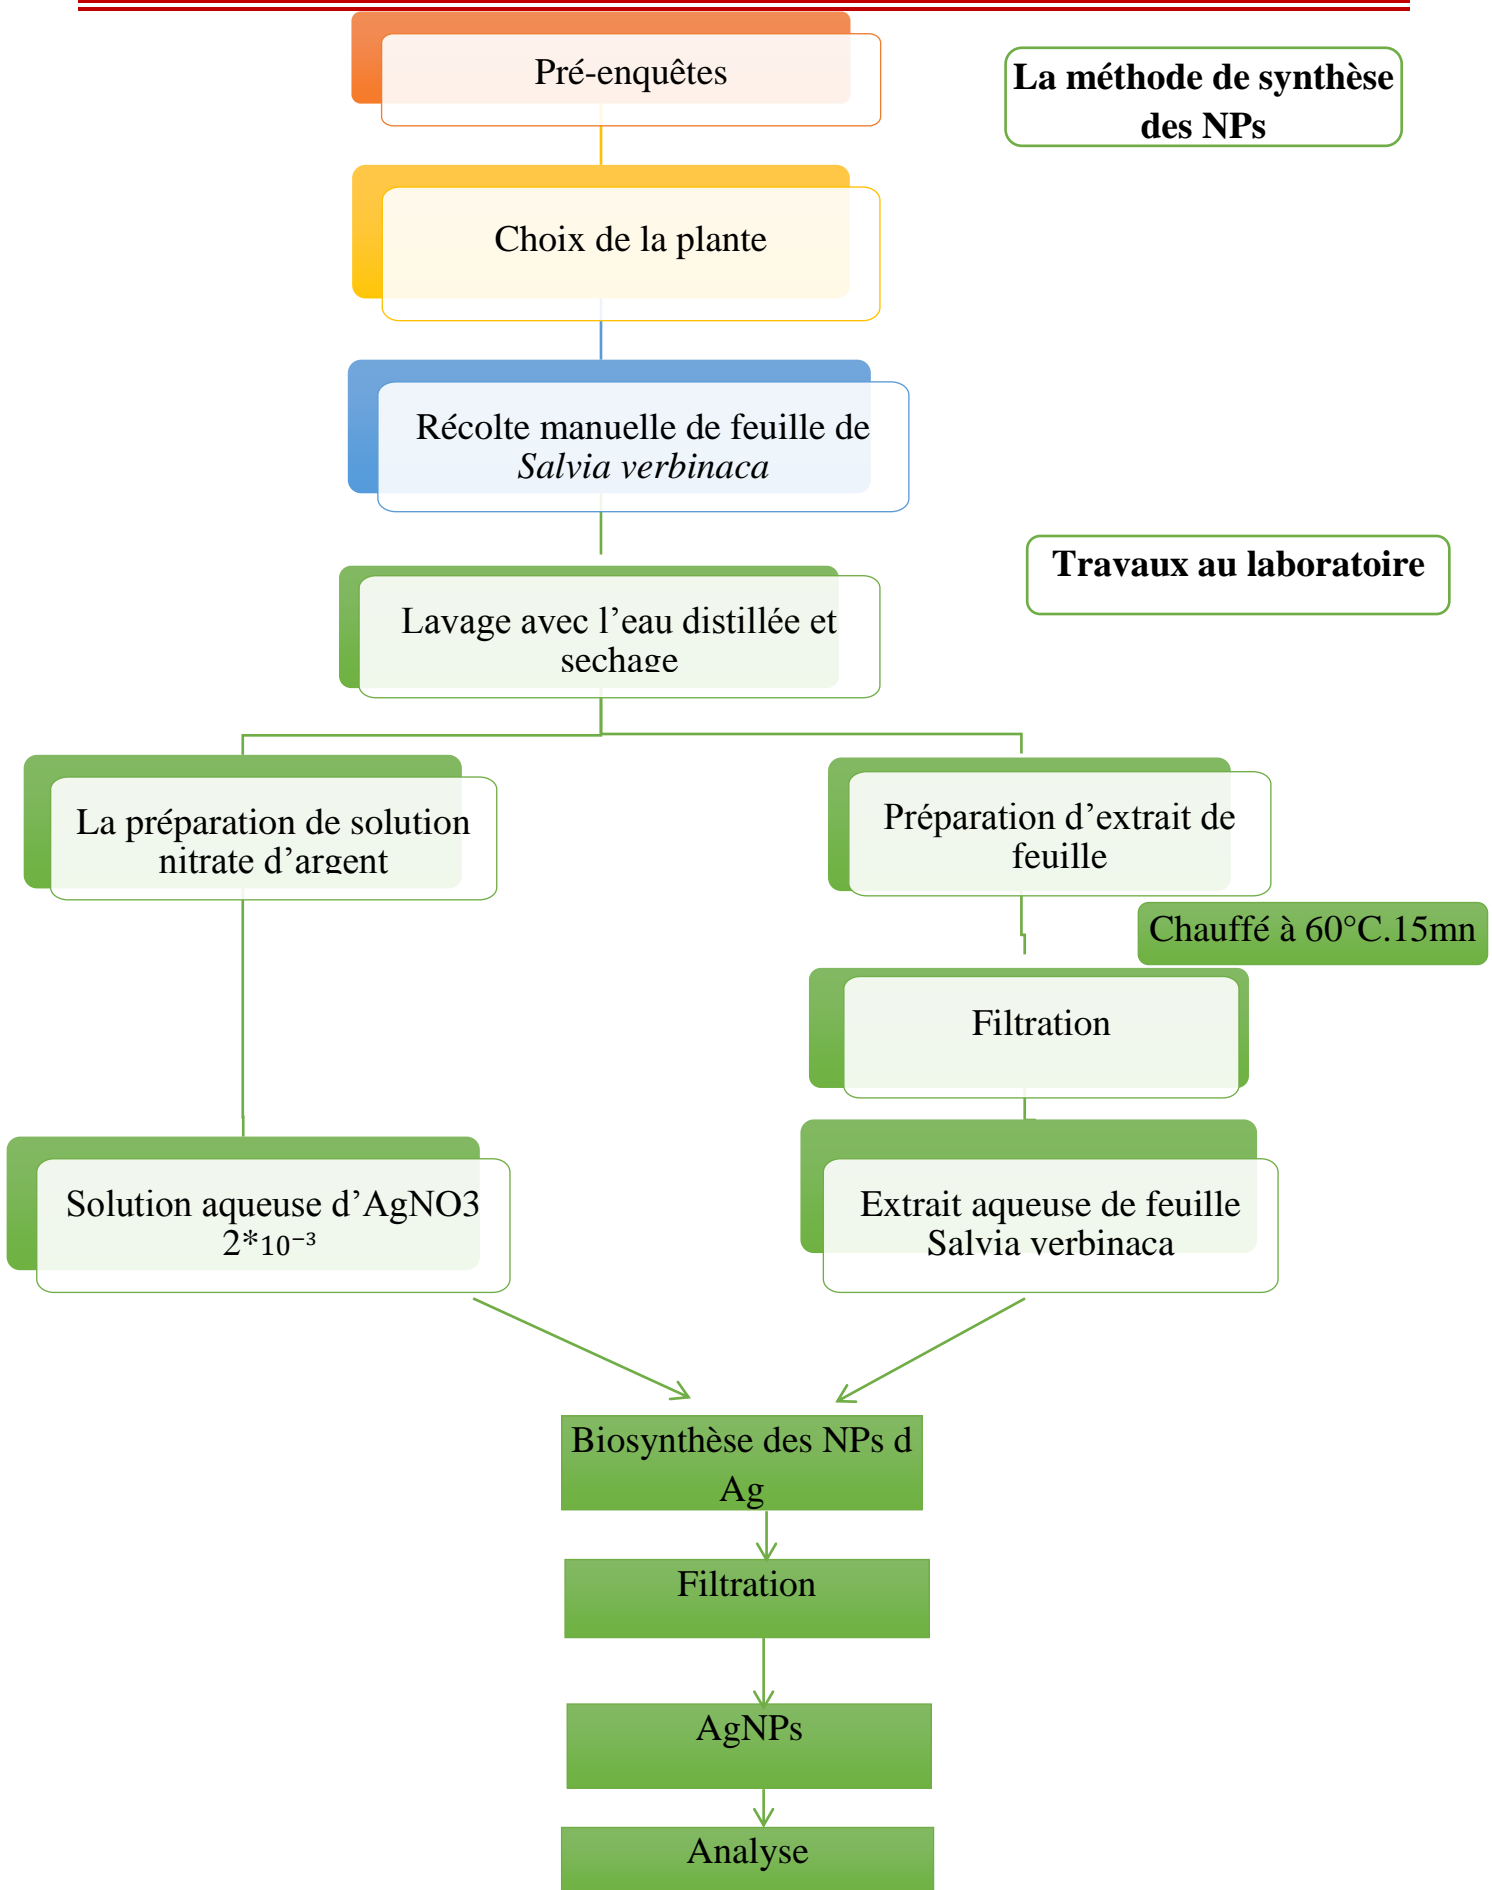 Pré-enquêtes
La méthode de synthèse
des NPs
Choix de la plante
Récolte manuelle de feuille de
Salvia verbinaca
Travaux au laboratoire
Lavage avec l’eau distillée et
sechage
La préparation de solution
nitrate d’argent
Préparation d’extrait de
feuille
Chauffé à 60°C.15mn
Filtration
Solution aqueuse d’AgNO3
2*10⁻³
Extrait aqueuse de feuille
Salvia verbinaca
Biosynthèse des NPs d
Ag
Filtration
AgNPs
Analyse